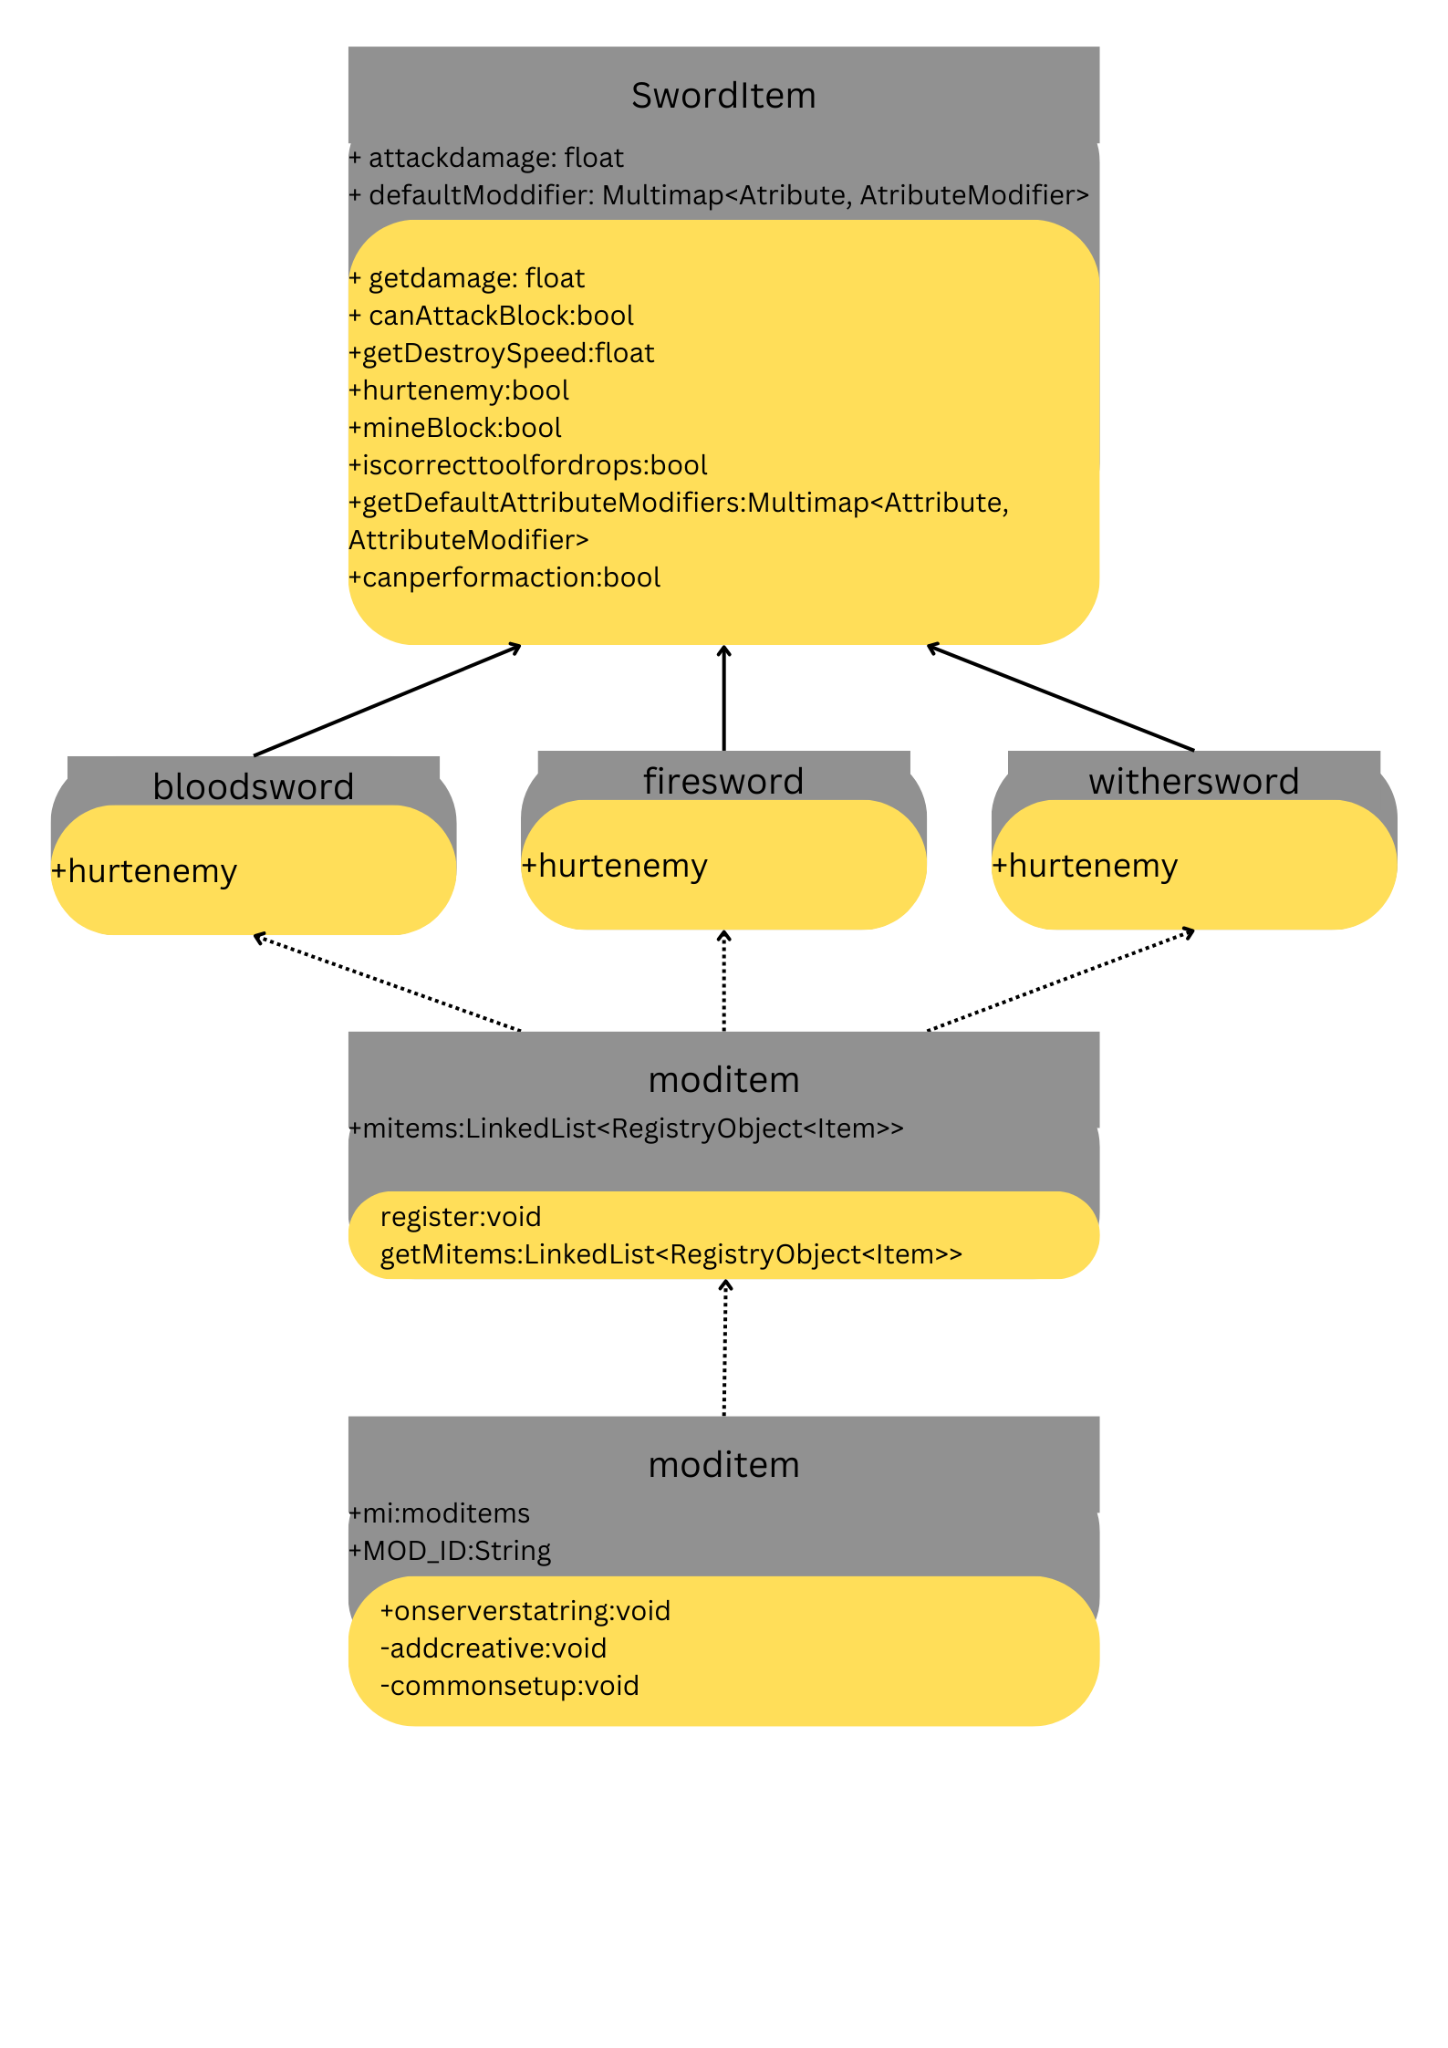 SwordItem
+ attackdamage: float
+ defaultModdifier: Multimap<Atribute, AtributeModifier>
+ getdamage: float
+ canAttackBlock:bool
+getDestroySpeed:float
+hurtenemy:bool
+mineBlock:bool
+iscorrecttoolfordrops:bool
+getDefaultAttributeModifiers:Multimap<Attribute,
AttributeModifier>
+canperformaction:bool
bloodsword
+hurtenemy
firesword
+hurtenemy
withersword
+hurtenemy
moditem
+mitems:LinkedList<RegistryObject<Item>>
register:void
getMitems:LinkedList<RegistryObject<Item>>
moditem
+mi:moditems
+MOD_ID:String
+onserverstatring:void
-addcreative:void
-commonsetup:void